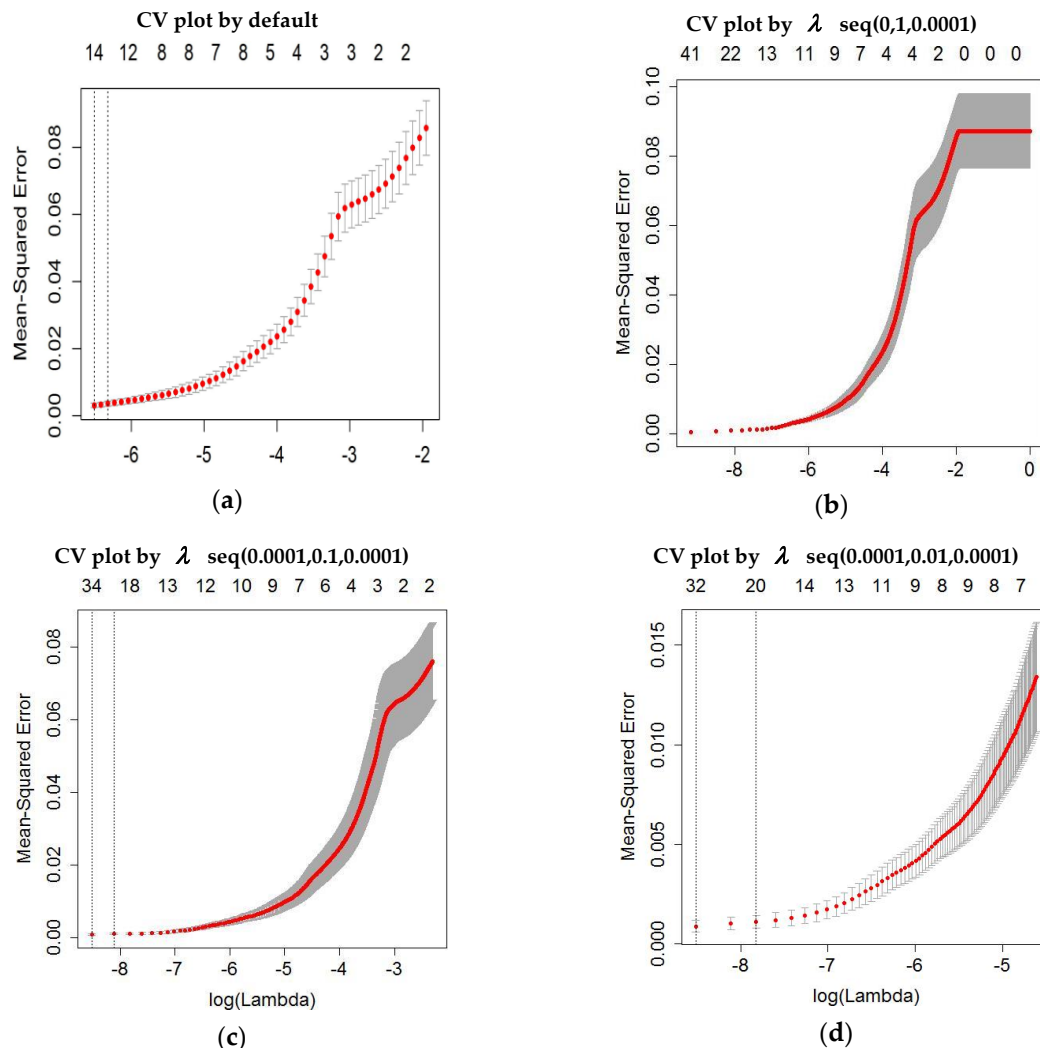 CV plot by default
14 12 8 8 7 8 5 3 3 2 2
Mean-Squared Error
0.00 0.02 0.04 0.06 0.08
-6 -5 -4 -3 -2
(a)
CV plot by λ seq(0,1,0.0001)
41 22 13 11 9 7 4 4 2 0 0 0
Mean-Squared Error
0.00 0.02 0.04 0.06 0.08 0.10
-8 -6 -4 -2 0
(b)
CV plot by λ seq(0.0001,0.1,0.0001)
34 18 13 12 10 9 7 6 4 3 2 2
Mean-Squared Error
0.00 0.02 0.04 0.06 0.08
-8 -7 -6 -5 -4 -3
log(Lambda)
(c)
CV plot by λ seq(0.0001,0.01,0.0001)
32 20 14 13 11 9 8 9 8 7
Mean-Squared Error
0.000 0.005 0.010 0.015
-8 -7 -6 -5
log(Lambda)
(d)